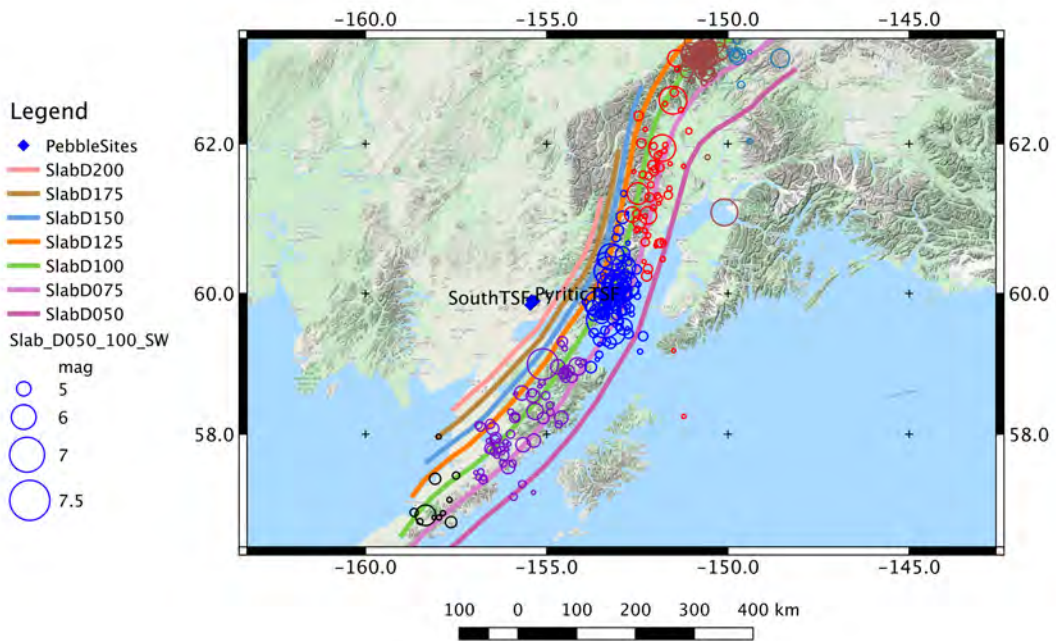 −160.0 −155.0 −150.0 −145.0
Legend
PebbleSites
SlabD200
SlabD175
SlabD150
SlabD125
SlabD100
SlabD075
SlabD050
Slab_D050_100_SW
mag
5
6
7
7.5
62.0 62.0
60.0 60.0
58.0 58.0
SouthTSF PyriticTSF
−160.0 −155.0 −150.0 −145.0
100 0 100 200 300 400 km